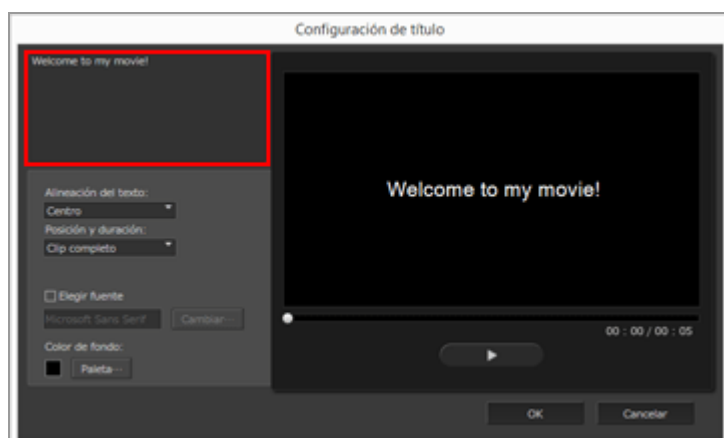 Configuración de título
Welcome to my movie!
Welcome to my movie!
Alineación del texto:
Centro
Posición y duración:
Clip completo
Elegir fuente
Microsoft Sans Serif
Cambiar...
00 : 00 / 00 : 05
Color de fondo:
Paleta...
OK
Cancelar